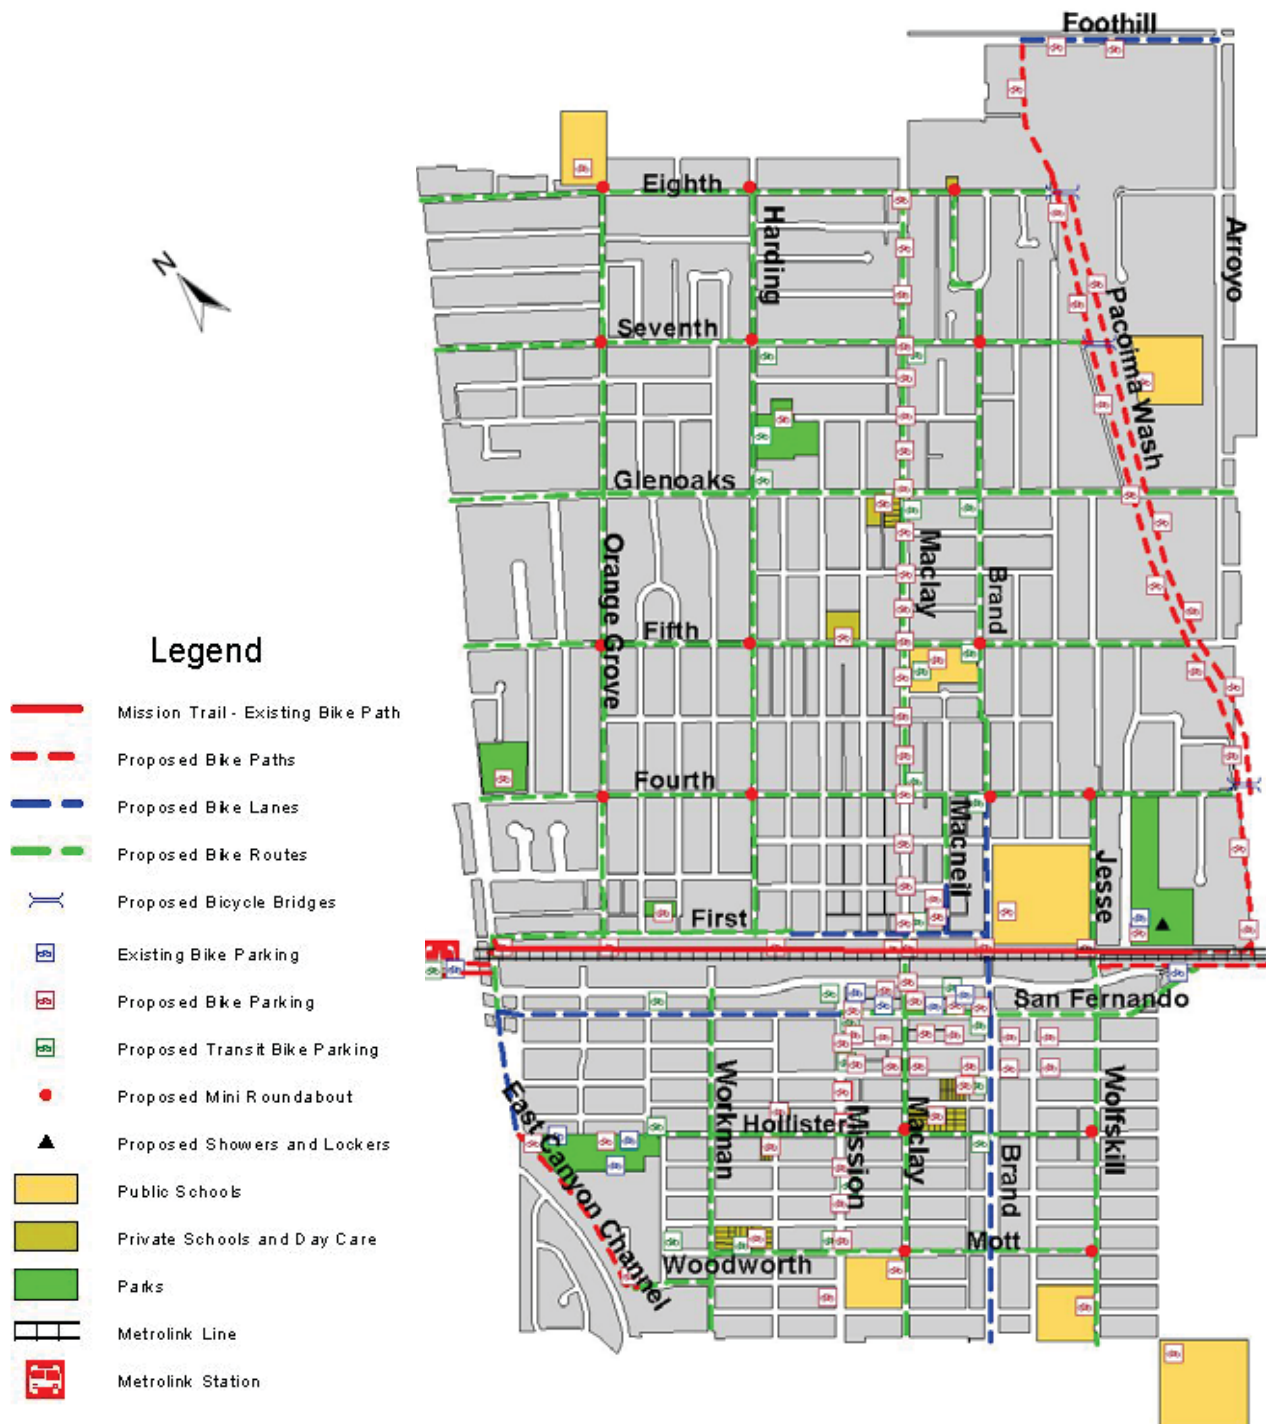 Foothill
Eighth
Harding
Arroyo
N
Seventh
Pacoima Wash
Glenoaks
Orange Grove
Maclay
Brand
Fifth
Legend
Mission Trail - Existing Bike Path
Proposed Bike Paths
Proposed Bike Lanes
Proposed Bike Routes
Proposed Bicycle Bridges
Existing Bike Parking
Proposed Bike Parking
Proposed Transit Bike Parking
Proposed Mini Roundabout
Proposed Showers and Lockers
Public Schools
Private Schools and Day Care
Parks
Metrolink Line
Metrolink Station
Fourth
Macneil
Jesse
First
San Fernando
East Canyon Channel
Workman
Hollister
Mission
Maclay
Brand
Wolfskill
Mott
Woodworth